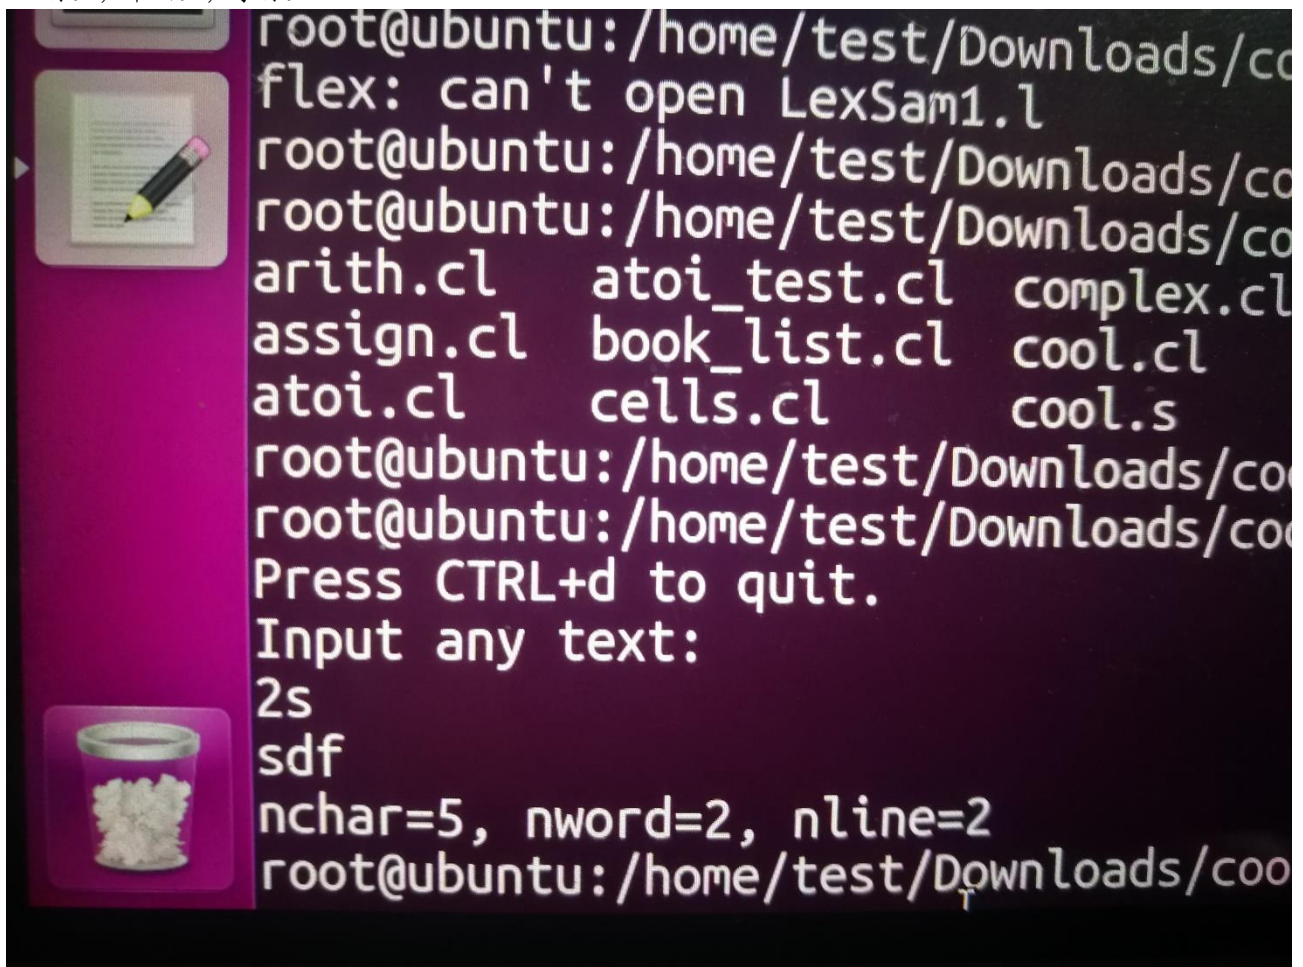 root@ubuntu:/home/test/Downloads/co
flex: can't open LexSam1.l
root@ubuntu:/home/test/Downloads/co
root@ubuntu:/home/test/Downloads/co
arith.cl atoi_test.cl complex.cl
assign.cl book_list.cl cool.cl
atoi.cl cells.cl cool.s
root@ubuntu:/home/test/Downloads/coo
root@ubuntu:/home/test/Downloads/coo
Press CTRL+d to quit.
Input any text:
2s
sdf
nchar=5, nword=2, nline=2
root@ubuntu:/home/test/Downloads/coo